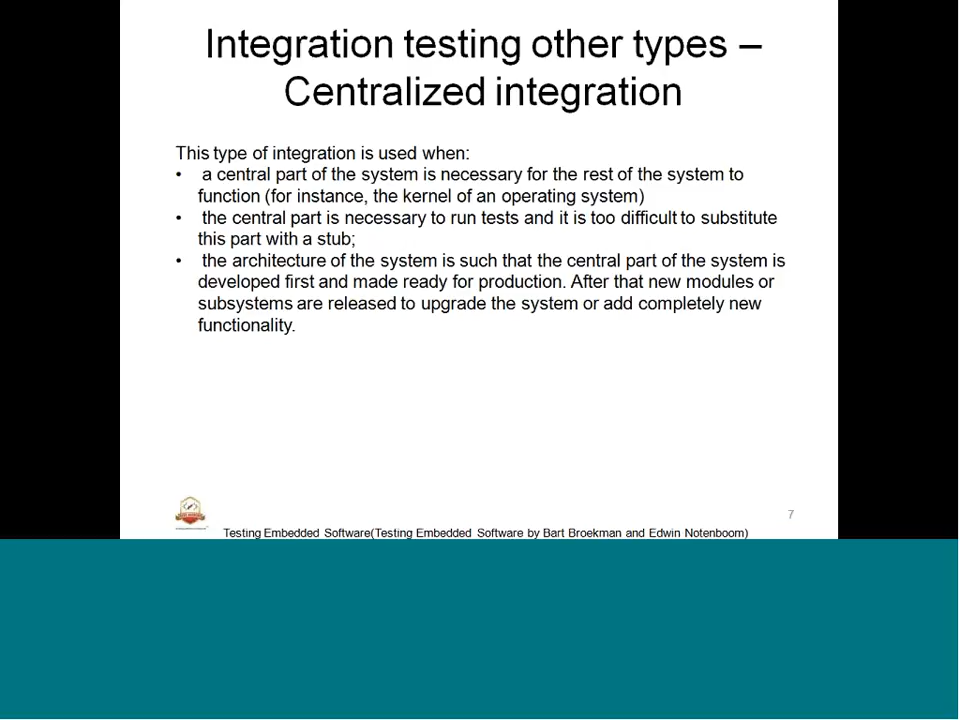 Integration testing other types –
Centralized integration
This type of integration is used when:
• a central part of the system is necessary for the rest of the system to
function (for instance, the kernel of an operating system)
• the central part is necessary to run tests and it is too difficult to substitute
this part with a stub;
• the architecture of the system is such that the central part of the system is
developed first and made ready for production. After that new modules or
subsystems are released to upgrade the system or add completely new
functionality.
7
Testing Embedded Software(Testing Embedded Software by Bart Broekman and Edwin Notenboom)